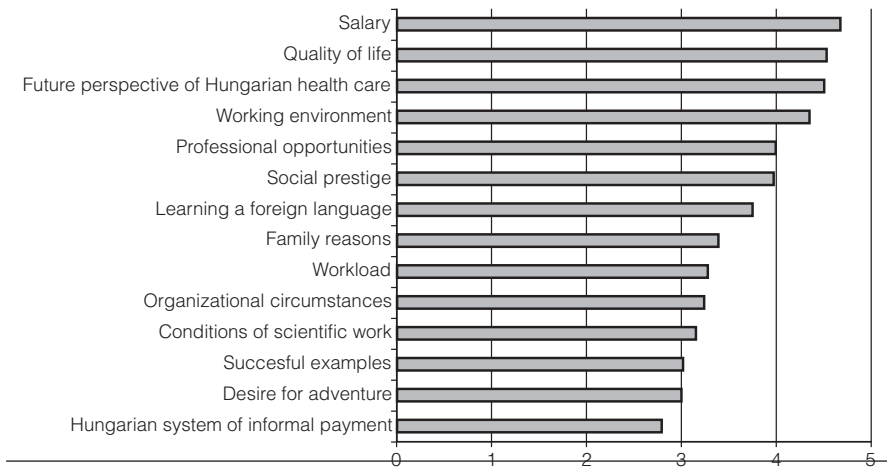 Salary
Quality of life
Future perspective of Hungarian health care
Working environment
Professional opportunities
Social prestige
Learning a foreign language
Family reasons
Workload
Organizational circumstances
Conditions of scientific work
Succesful examples
Desire for adventure
Hungarian system of informal payment
0 1 2 3 4 5